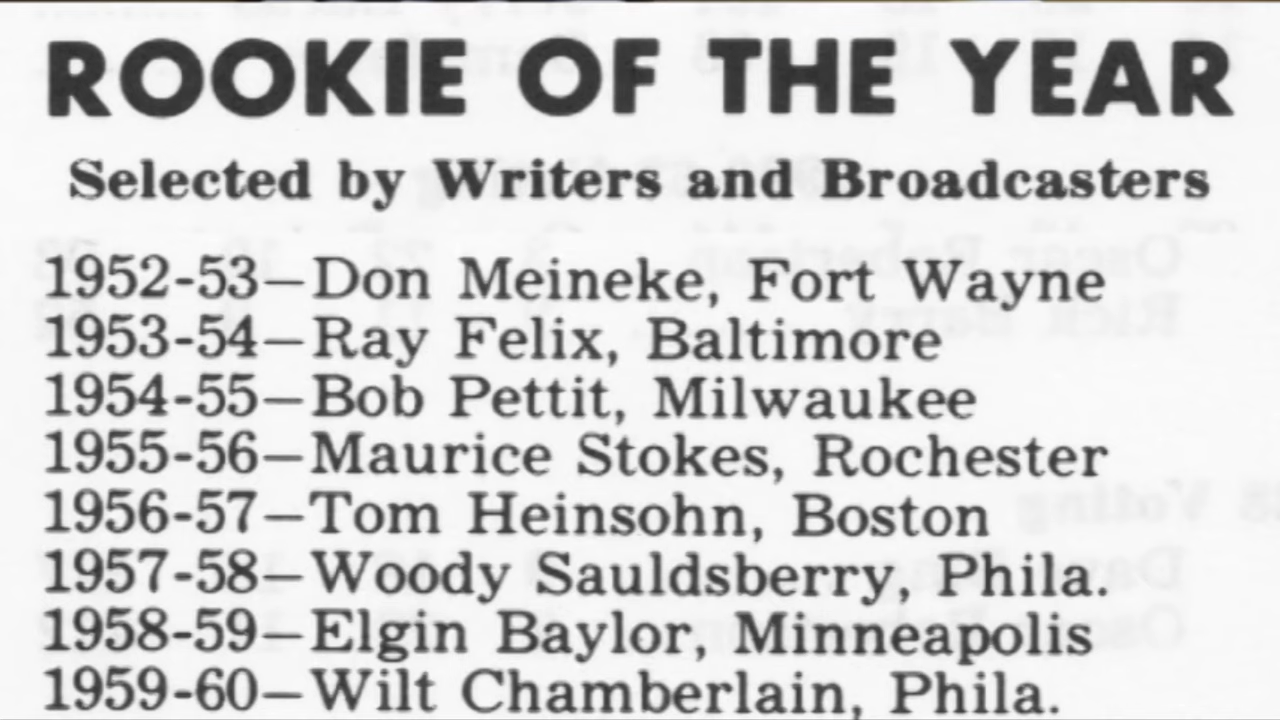 ROOKIE OF THE YEAR
Selected by Writers and Broadcasters
1952-53—Don Meineke, Fort Wayne
1953-54—Ray Felix, Baltimore
1954-55—Bob Pettit, Milwaukee
1955-56—Maurice Stokes, Rochester
1956-57—Tom Heinsohn, Boston
1957-58—Woody Sauldsberry, Phila.
1958-59—Elgin Baylor, Minneapolis
1959-60—Wilt Chamberlain, Phila.